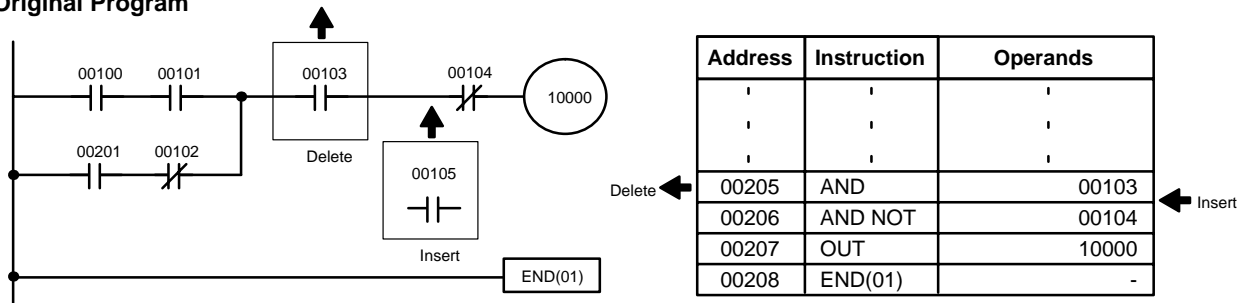 Original Program
00100 00101 00103 00104
10000
00201 00102
Delete
00105
Insert
END(01)
Address Instruction Operands
Delete 00205 AND 00103
Insert
00206 AND NOT 00104
00207 OUT 10000
00208 END(01) -